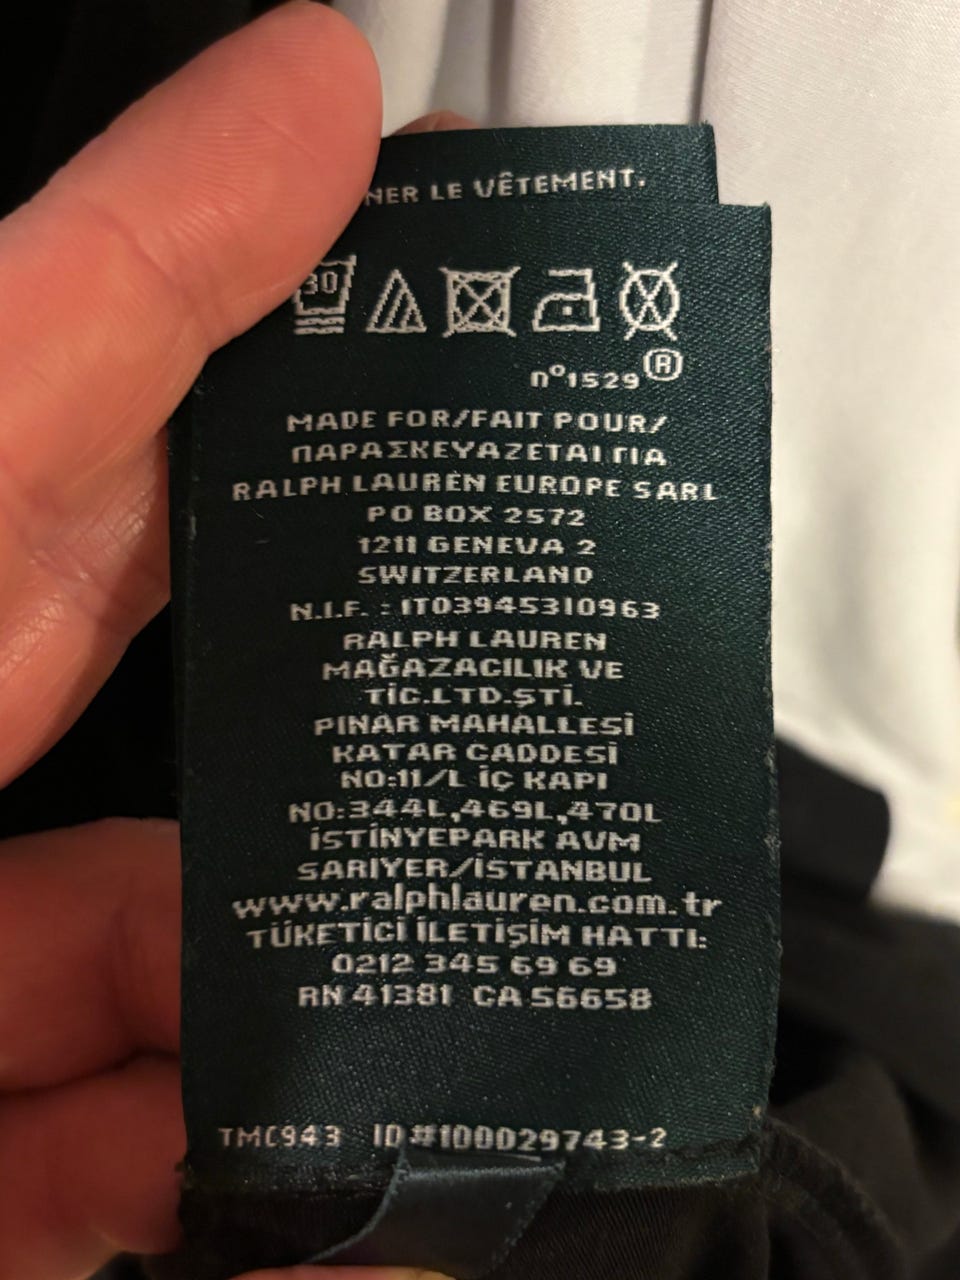 NER LE VÊTEMENT.
30
n°1529 ®
MADE FOR/FAIT POUR/
ΠΑΡΑΣΚΕΥΑΖΕΤΑΙ ΓΙΑ
RALPH LAUREN EUROPE SARL
PO BOX 2572
1211 GENEVA 2
SWITZERLAND
N.I.F. : IT03945310963
RALPH LAUREN
MAĞAZACILIK VE
TİC.LTD.ŞTİ.
PINAR MAHALLESİ
KATAR CADDESİ
NO:11/L İÇ KAPI
NO:344L,469L,470L
İSTİNYEPARK AVM
SARIYER/İSTANBUL
www.ralphlauren.com.tr
TÜKETİCİ İLETİŞİM HATTI:
0212 345 69 69
RN 41381 CA 56658
TMC943 ID#100029743-2